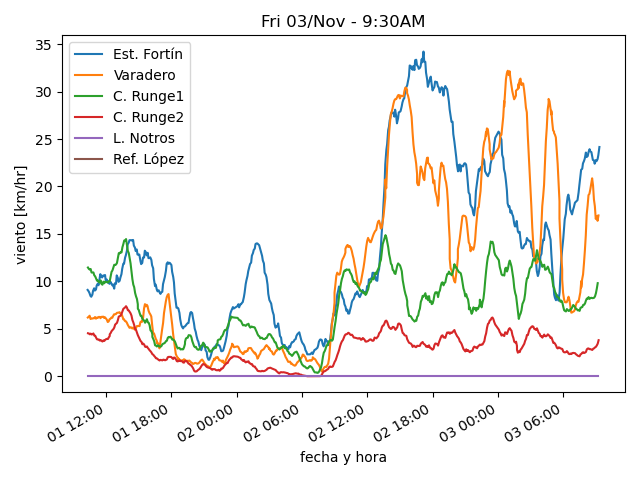 Fri 03/Nov - 9:30AM
Est. Fortín
Varadero
C. Runge1
C. Runge2
L. Notros
Ref. López
viento [km/hr]
35
30
25
20
15
10
5
0
01 12:00
01 18:00
02 00:00
02 06:00
02 12:00
02 18:00
03 00:00
03 06:00
fecha y hora